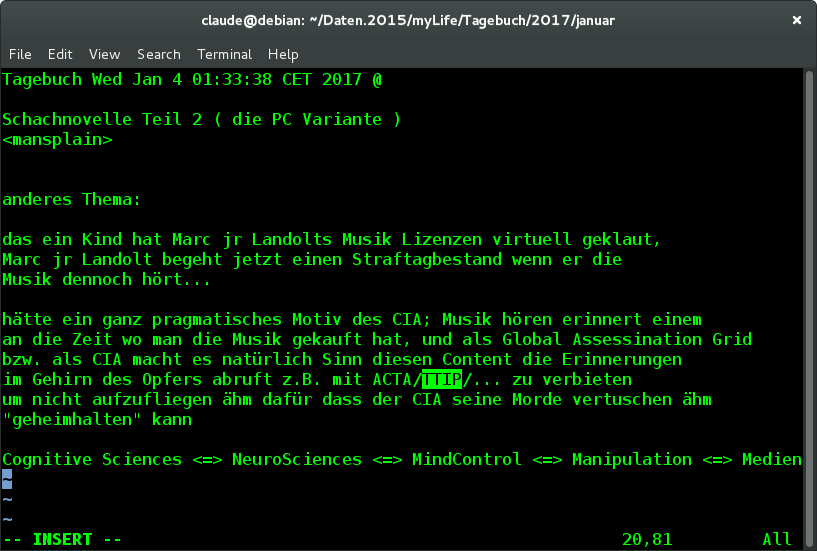 claude@debian: ~/Daten.2015/myLife/Tagebuch/2017/januar
×
File Edit View Search Terminal Help
Tagebuch Wed Jan 4 01:33:38 CET 2017 @
Schachnovelle Teil 2 ( die PC Variante )
<mansplain>
anderes Thema:
das ein Kind hat Marc jr Landolts Musik Lizenzen virtuell geklaut,
Marc jr Landolt begeht jetzt einen Straftagbestand wenn er die
Musik dennoch hört...
hätte ein ganz pragmatisches Motiv des CIA; Musik hören erinnert einem
an die Zeit wo man die Musik gekauft hat, und als Global Assessination Grid
bzw. als CIA macht es natürlich Sinn diesen Content die Erinnerungen
im Gehirn des Opfers abruft z.B. mit ACTA/TTIP/... zu verbieten
um nicht aufzufliegen ähm dafür dass der CIA seine Morde vertuschen ähm
"geheimhalten" kann
Cognitive Sciences <=> NeuroSciences <=> MindControl <=> Manipulation <=> Medien
~
~
~
-- INSERT -- 20,81 All